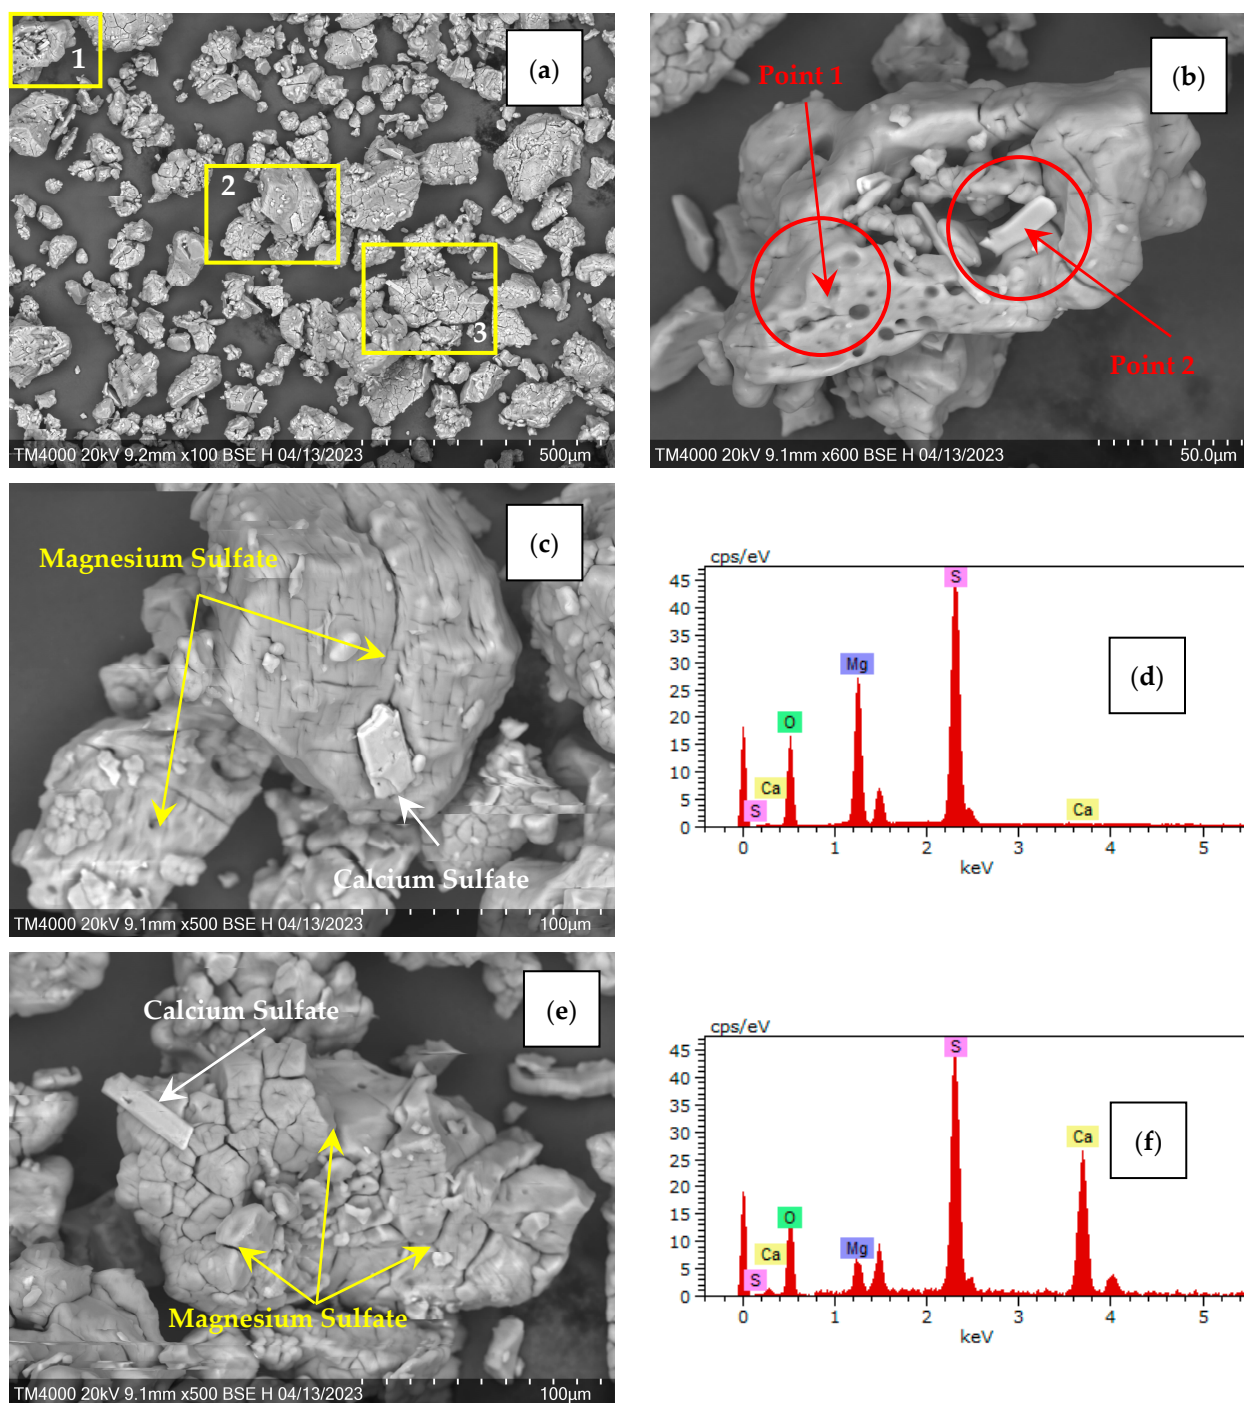 (a)
1
2
3
TM4000 20kV 9.2mm x100 BSE H 04/13/2023 500µm
(b)
Point 1
Point 2
TM4000 20kV 9.1mm x600 BSE H 04/13/2023 50.0µm
(c)
Magnesium Sulfate
Calcium Sulfate
TM4000 20kV 9.1mm x500 BSE H 04/13/2023 100µm
cps/eV
(d)
45
40
35
30
25
20
15
10
5
0
S
Mg
O
Ca
S
Ca
0 1 2 3 4 5
keV
(e)
Calcium Sulfate
Magnesium Sulfate
TM4000 20kV 9.1mm x500 BSE H 04/13/2023 100µm
cps/eV
(f)
45
40
35
30
25
20
15
10
5
0
S
Ca
O
Mg
Ca
S
0 1 2 3 4 5
keV